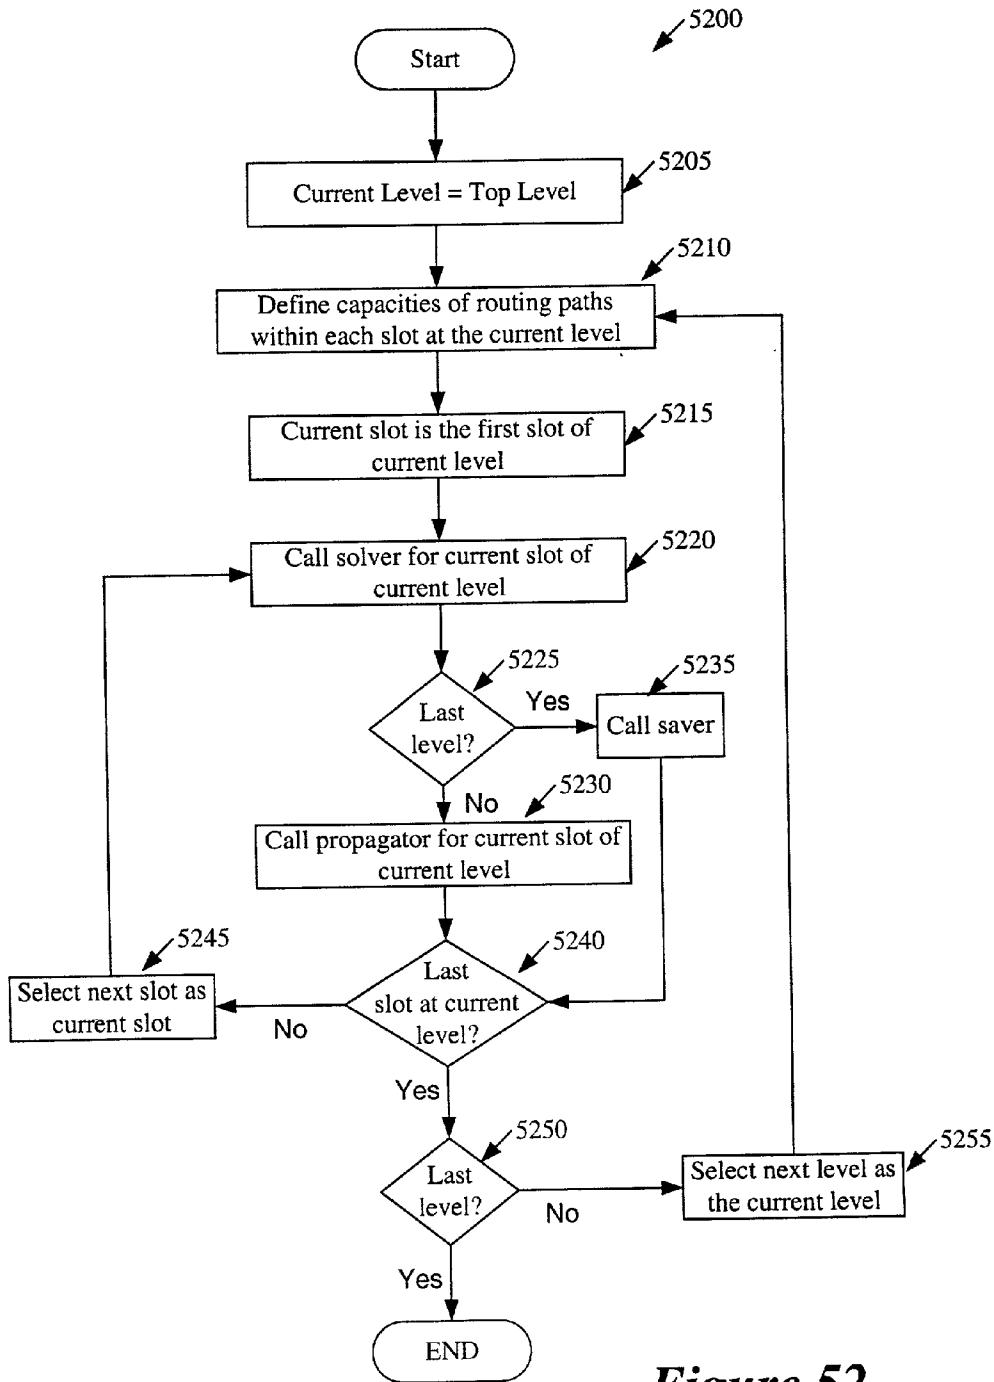 5200
Start
5205
Current Level = Top Level
5210
Define capacities of routing paths
within each slot at the current level
5215
Current slot is the first slot of
current level
5220
Call solver for current slot of
current level
5225
Last
level?
Yes
5235
Call saver
No
5230
Call propagator for current slot of
current level
5240
Last
slot at current
level?
5245
Select next slot as
current slot
No
Yes
5250
Last
level?
No
5255
Select next level as
the current level
Yes
END
Figure 52